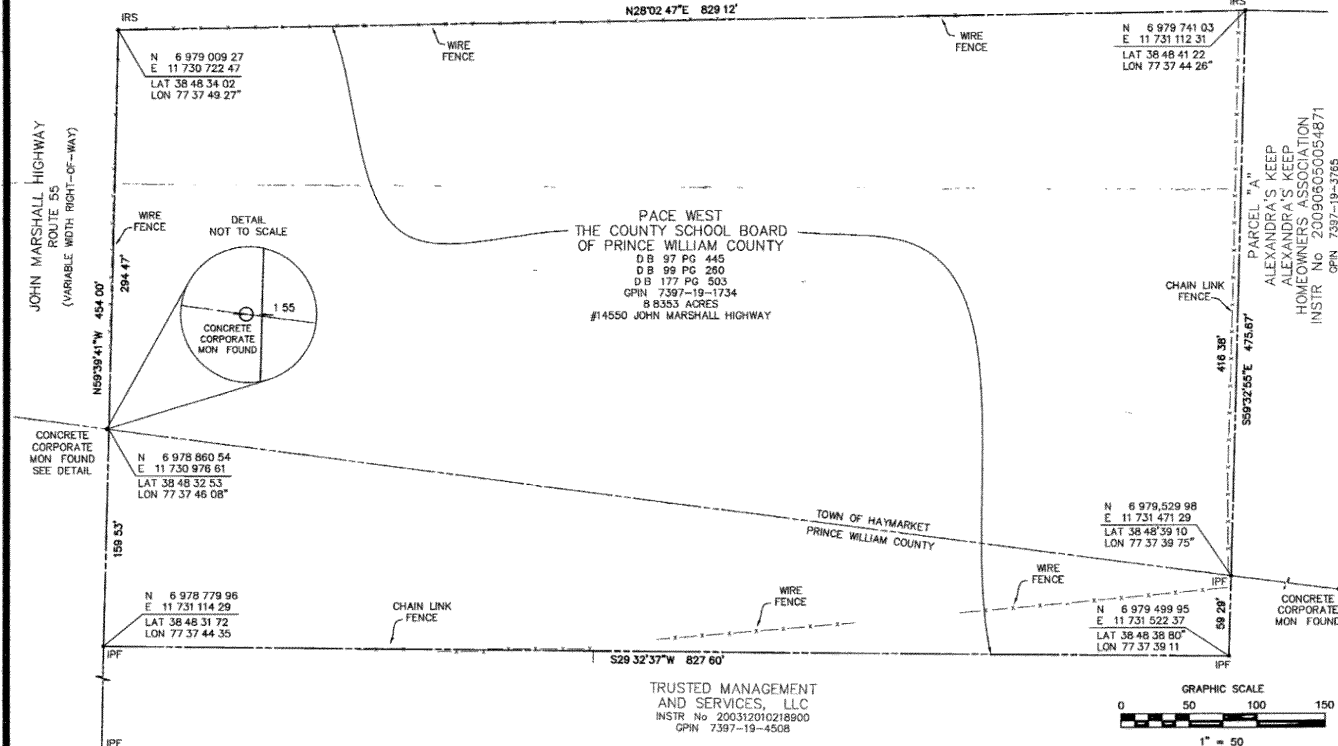 IRS
N28°02'47"E 829.12'
IRS
WIRE
FENCE
WIRE
FENCE
N 6 979 009 27
E 11 730 722 47
LAT 38 48 34 02
LON 77 37 49.27"
N 6 979 741 03
E 11 731 112 31
LAT 38 48 41 22
LON 77 37 44 26"
JOHN MARSHALL HIGHWAY
ROUTE 55
(VARIABLE WIDTH RIGHT-OF-WAY)
WIRE
FENCE
294 47'
N59°39'41"W 454 00'
DETAIL
NOT TO SCALE
1 55
CONCRETE
CORPORATE
MON FOUND
PACE WEST
THE COUNTY SCHOOL BOARD
OF PRINCE WILLIAM COUNTY
D B 97 PG 445
D B 99 PG 260
D B 177 PG 503
GPIN 7397-19-1734
8 8353 ACRES
#14550 JOHN MARSHALL HIGHWAY
PARCEL "A"
ALEXANDRA'S KEEP
ALEXANDRA'S KEEP
HOMEOWNERS ASSOCIATION
INSTR No 200906050054871
GPIN 7397-19-3765
CHAIN LINK
FENCE
416 38'
S59°32'55"E 475.67'
CONCRETE
CORPORATE
MON FOUND
SEE DETAIL
N 6 978 860 54
E 11 730 976 61
LAT 38 48 32 53
LON 77 37 46 08"
159 53'
TOWN OF HAYMARKET
PRINCE WILLIAM COUNTY
N 6 979,529 98
E 11 731 471 29
LAT 38 48'39 10
LON 77 37 39 75"
IPF
CONCRETE
CORPORATE
MON FOUND
WIRE
FENCE
WIRE
FENCE
59 29'
N 6 978 779 96
E 11 731 114 29
LAT 38 48 31 72
LON 77 37 44 35
CHAIN LINK
FENCE
N 6 979 499 95
E 11 731 522 37
LAT 38 48 38 80"
LON 77 37 39 11
IPF
S29 32'37"W 827 60'
IPF
TRUSTED MANAGEMENT
AND SERVICES, LLC
INSTR No 200312010218900
GPIN 7397-19-4508
GRAPHIC SCALE
0 50 100 150
1" = 50
IPF